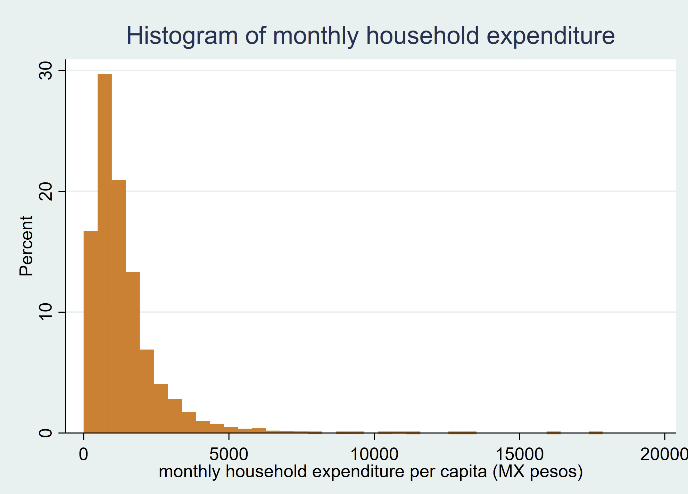 Histogram of monthly household expenditure
30
20
10
0
Percent
0 5000 10000 15000 20000
monthly household expenditure per capita (MX pesos)